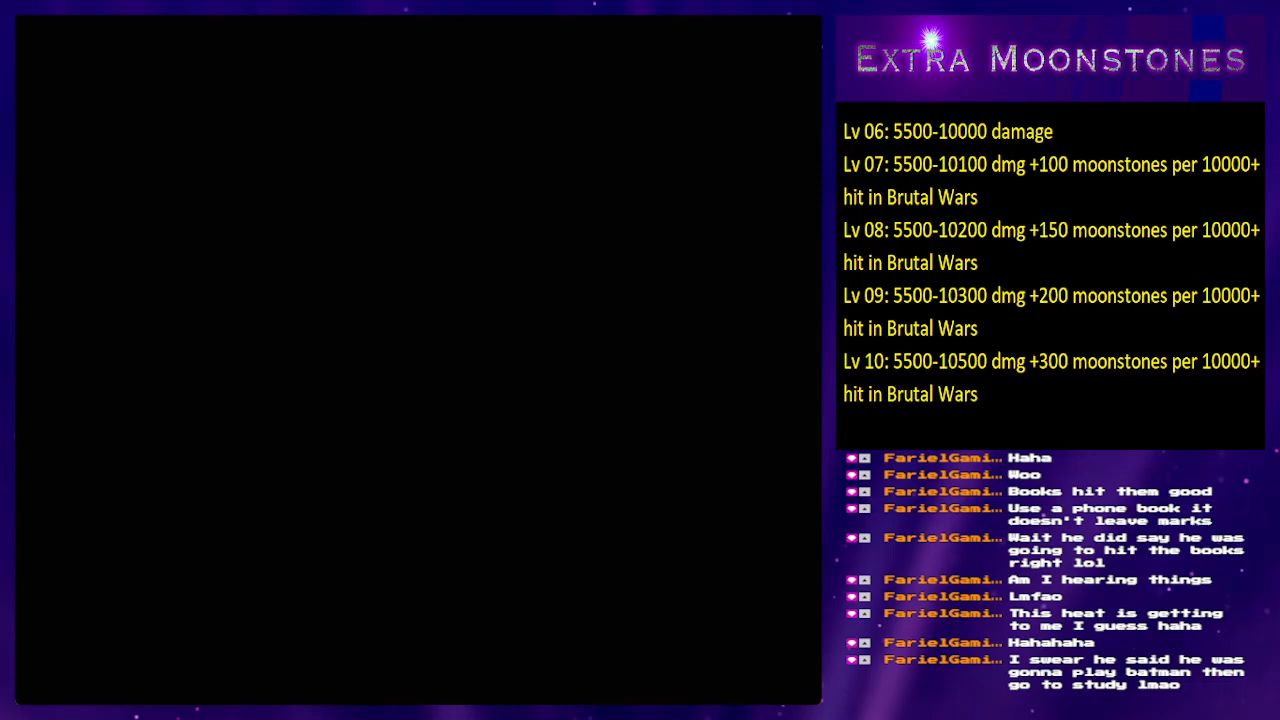 Extra Moonstones
Lv 06: 5500-10000 damage
Lv 07: 5500-10100 dmg +100 moonstones per 10000+
hit in Brutal Wars
Lv 08: 5500-10200 dmg +150 moonstones per 10000+
hit in Brutal Wars
Lv 09: 5500-10300 dmg +200 moonstones per 10000+
hit in Brutal Wars
Lv 10: 5500-10500 dmg +300 moonstones per 10000+
hit in Brutal Wars
FarielGami… Haha
FarielGami… Woo
FarielGami… Books hit them good
FarielGami… Use a phone book it
doesn't leave marks
FarielGami… Wait he did say he was
going to hit the books
right lol
FarielGami… Am I hearing things
FarielGami… Lmfao
FarielGami… This heat is getting
to me I guess haha
FarielGami… Hahahaha
FarielGami… I swear he said he was
gonna play batman then
go to study lmao